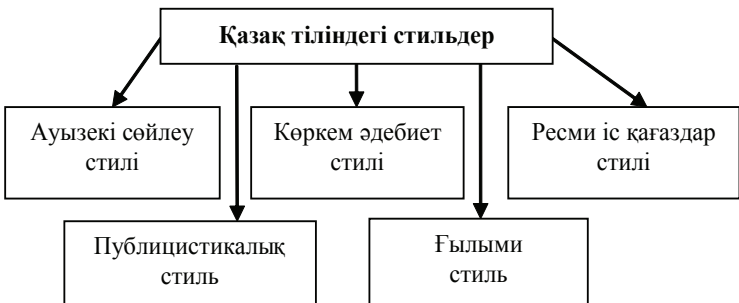 Қазақ тіліндегі стильдер
Ауызекі сөйлеу
стилі
Көркем әдебиет
стилі
Ресми іс қағаздар
стилі
Публицистикалық
стиль
Ғылыми
стиль